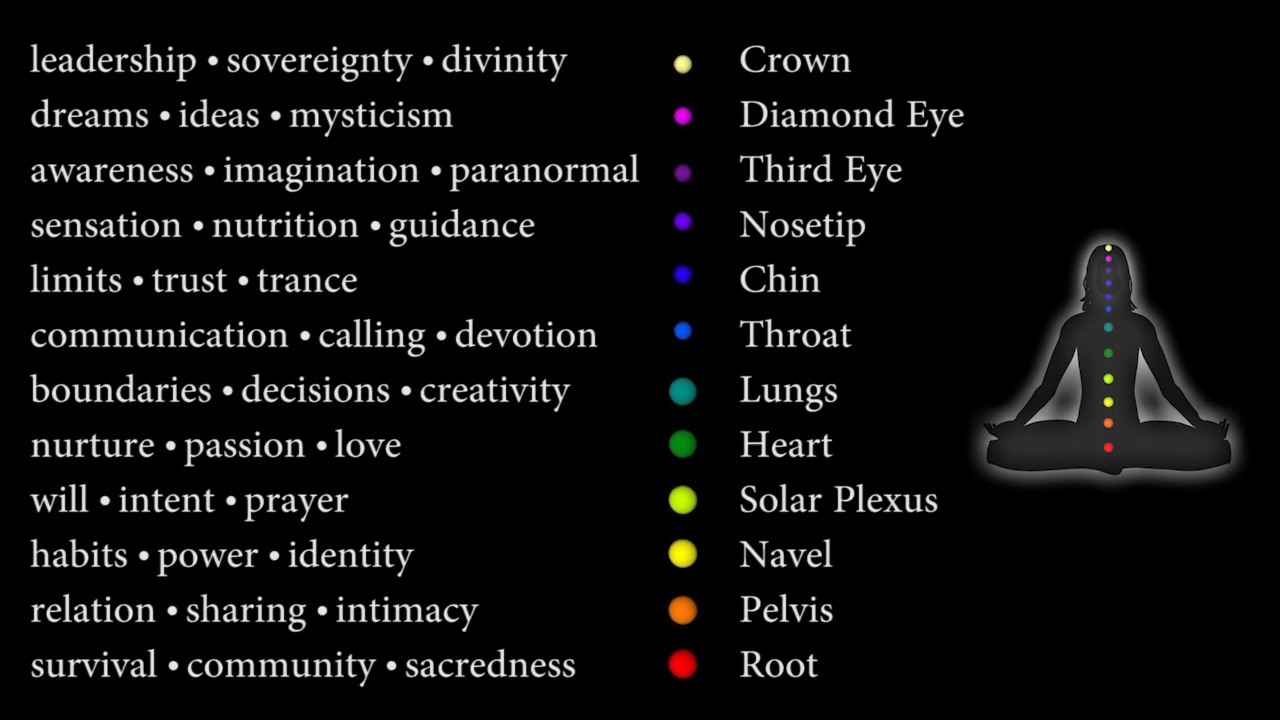 leadership • sovereignty • divinity Crown
dreams • ideas • mysticism Diamond Eye
awareness • imagination • paranormal Third Eye
sensation • nutrition • guidance Nosetip
limits • trust • trance Chin
communication • calling • devotion Throat
boundaries • decisions • creativity Lungs
nurture • passion • love Heart
will • intent • prayer Solar Plexus
habits • power • identity Navel
relation • sharing • intimacy Pelvis
survival • community • sacredness Root